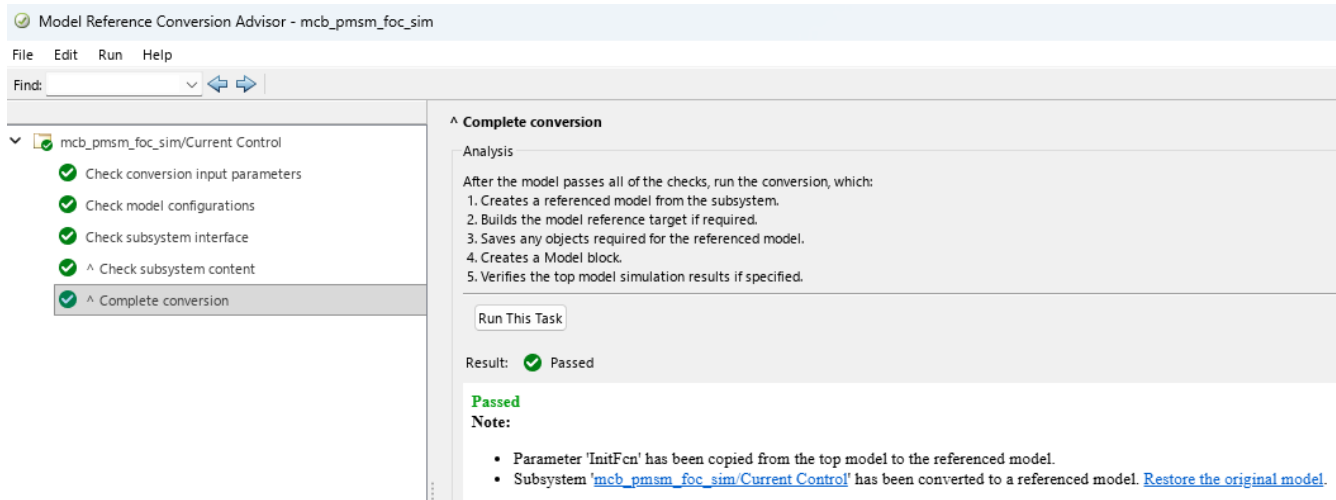 Model Reference Conversion Advisor - mcb_pmsm_foc_sim
File Edit Run Help
Find:
mcb_pmsm_foc_sim/Current Control
Check conversion input parameters
Check model configurations
Check subsystem interface
^ Check subsystem content
^ Complete conversion
^ Complete conversion
Analysis
After the model passes all of the checks, run the conversion, which:
1. Creates a referenced model from the subsystem.
2. Builds the model reference target if required.
3. Saves any objects required for the referenced model.
4. Creates a Model block.
5. Verifies the top model simulation results if specified.
Run This Task
Result: Passed
Passed
Note:
• Parameter 'InitFcn' has been copied from the top model to the referenced model.
• Subsystem 'mcb_pmsm_foc_sim/Current Control' has been converted to a referenced model. Restore the original model.